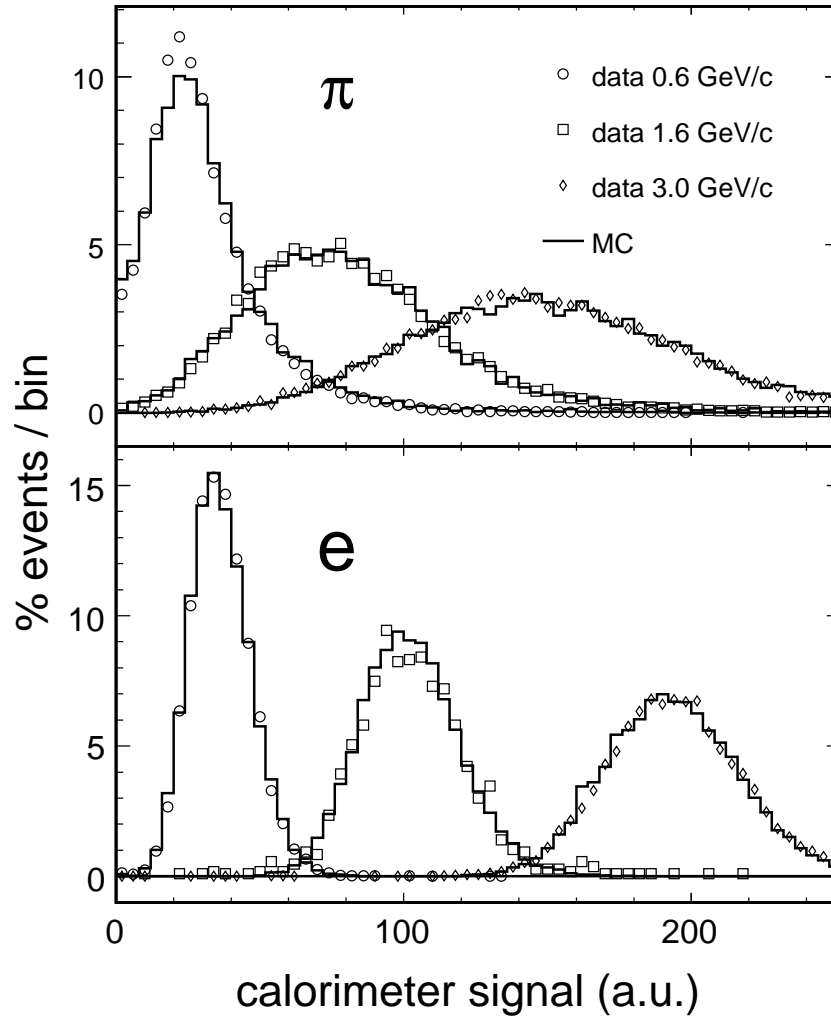 π
data 0.6 GeV/c
data 1.6 GeV/c
data 3.0 GeV/c
MC
10
5
0
e
15
10
5
0
% events / bin
0 100 200
calorimeter signal (a.u.)